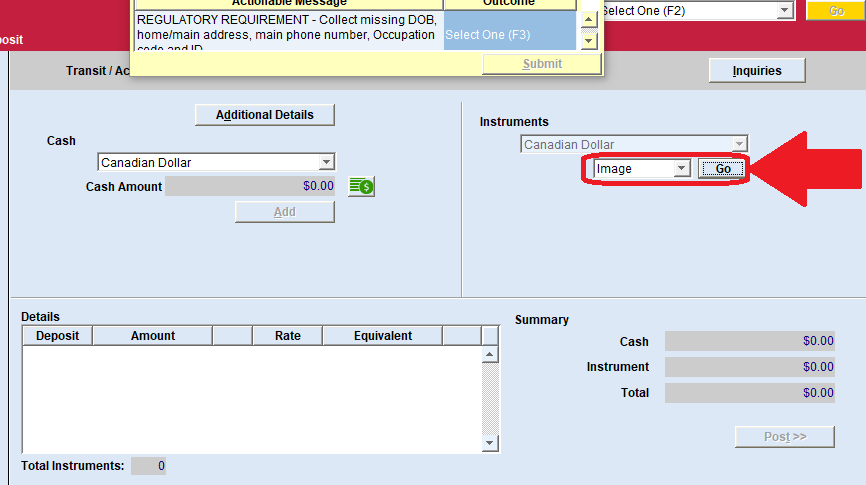 Actionable Message Outcome
REGULATORY REQUIREMENT - Collect missing DOB,
home/main address, main phone number, Occupation
code and ID
Select One (F3)
Submit
Select One (F2)
Go
posit
Transit / Ac
Inquiries
Additional Details
Cash
Canadian Dollar
Cash Amount $0.00
Add
Instruments
Canadian Dollar
Image Go
Details
Deposit Amount Rate Equivalent
Total Instruments: 0
Summary
Cash $0.00
Instrument $0.00
Total $0.00
Post >>